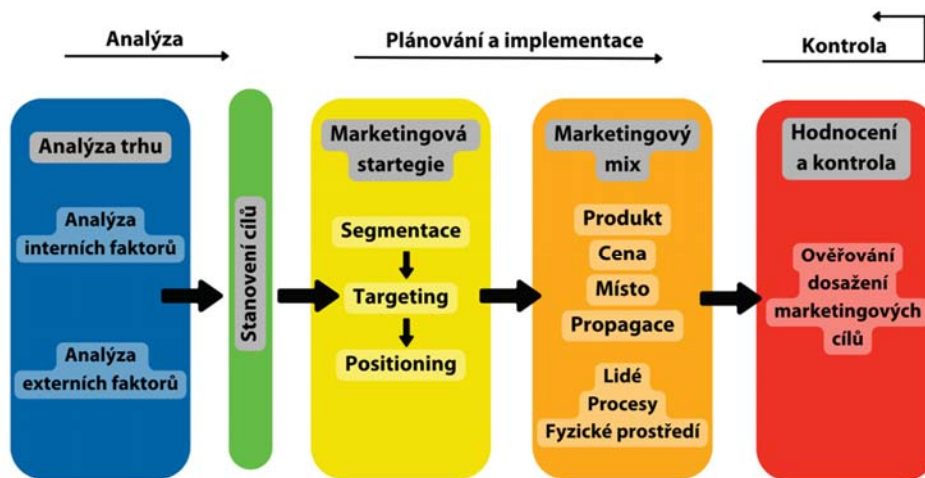 Analýza
Plánování a implementace
Kontrola
Analýza trhu
Analýza
interních faktorů
Analýza
externích faktorů
Stanovení cílů
Marketingová
startegie
Segmentace
Targeting
Positioning
Marketingový
mix
Produkt
Cena
Místo
Propagace
Lidé
Procesy
Fyzické prostředí
Hodnocení
a kontrola
Ověřování
dosažení
marketingových
cílů